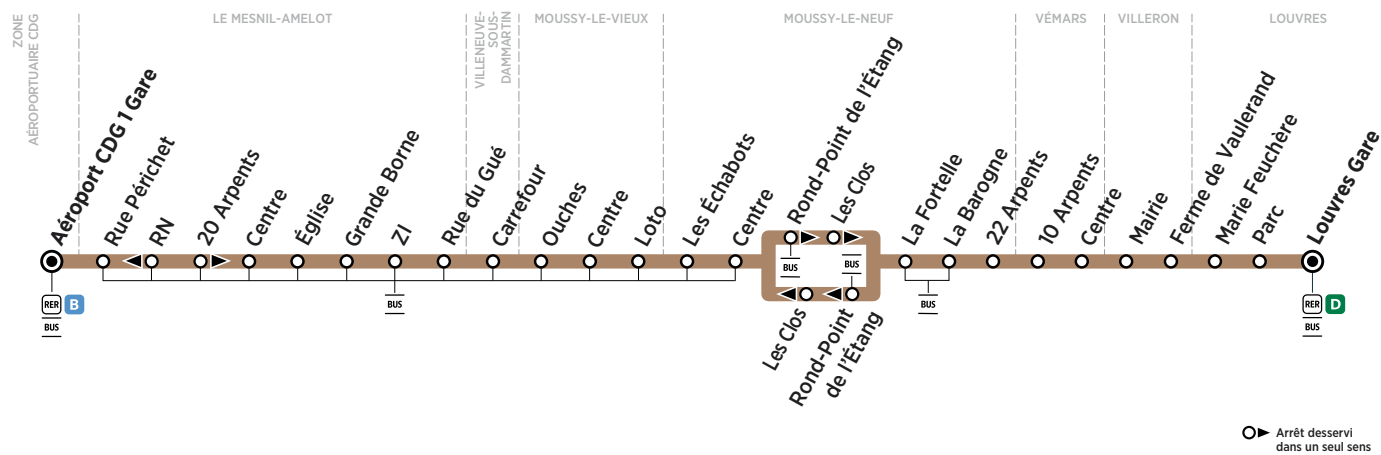 ZONE
AÉROPORTUAIRE CDG
LE MESNIL-AMELOT
VILLENEUVE-
SOUS-
DAMMARTIN
MOUSSY-LE-VIEUX
MOUSSY-LE-NEUF
VÉMARS
VILLERON
LOUVRES
Aéroport CDG 1 Gare
Rue Périchet
RN
20 Arpents
Centre
Église
Grande Borne
ZI
Rue du Gué
Carrefour
Ouches
Centre
Loto
Les Échabots
Centre
Rond-Point de l'Étang
Les Clos
La Fortelle
La Barogne
22 Arpents
10 Arpents
Centre
Mairie
Ferme de Vaulerand
Marie Feuchère
Parc
Louvres Gare
BUS
BUS
Les Clos
Rond-Point
de l'Étang
RER B
BUS
BUS
BUS
RER D
BUS
Arrêt desservi
dans un seul sens